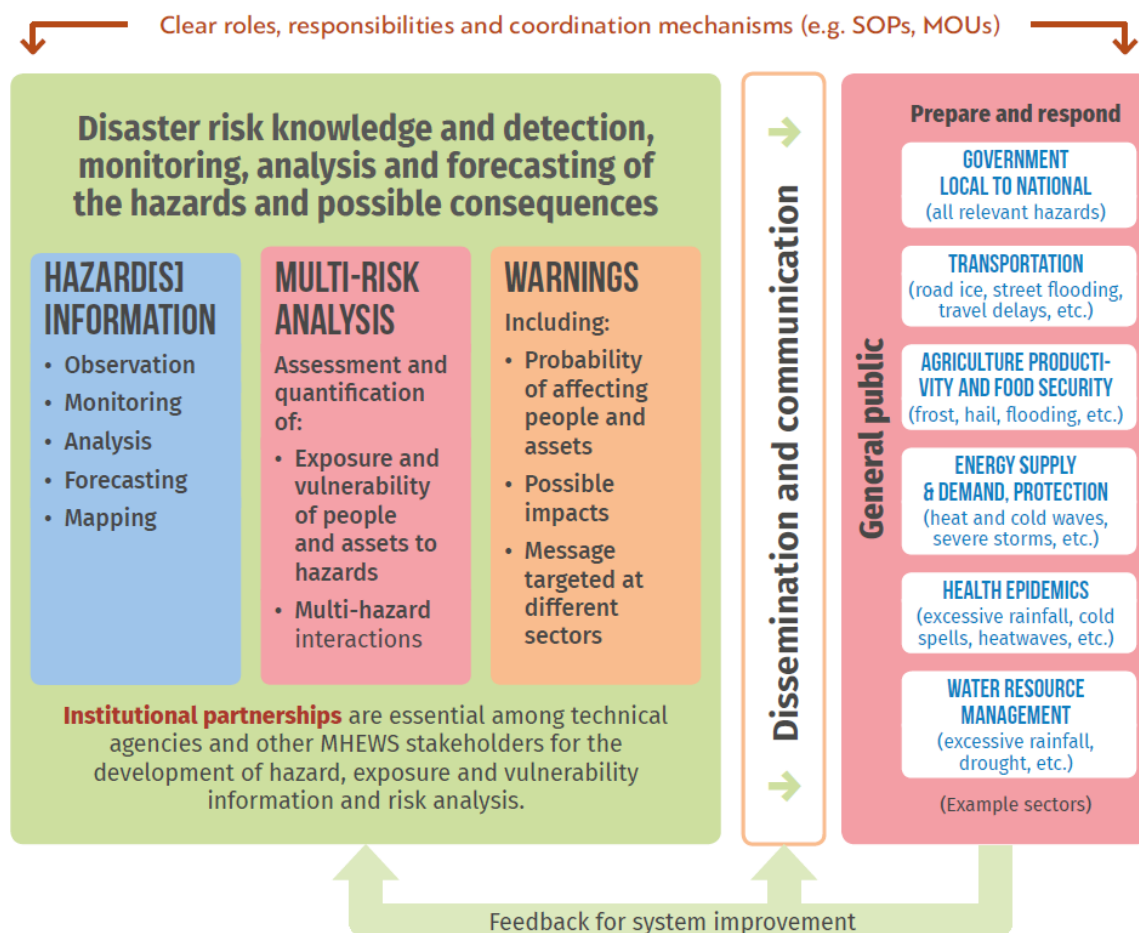 Clear roles, responsibilities and coordination mechanisms (e.g. SOPs, MOUs)
Disaster risk knowledge and detection,
monitoring, analysis and forecasting of
the hazards and possible consequences
HAZARD[S]
INFORMATION
• Observation
• Monitoring
• Analysis
• Forecasting
• Mapping
MULTI-RISK
ANALYSIS
Assessment and
quantification
of:
• Exposure and
vulnerability
of people
and assets to
hazards
• Multi-hazard
interactions
WARNINGS
Including:
• Probability
of affecting
people and
assets
• Possible
impacts
• Message
targeted at
different
sectors
Institutional partnerships are essential among technical
agencies and other MHEWS stakeholders for the
development of hazard, exposure and vulnerability
information and risk analysis.
Dissemination and communication
General public
Prepare and respond
GOVERNMENT
LOCAL TO NATIONAL
(all relevant hazards)
TRANSPORTATION
(road ice, street flooding,
travel delays, etc.)
AGRICULTURE PRODUCTI-
VITY AND FOOD SECURITY
(frost, hail, flooding, etc.)
ENERGY SUPPLY
& DEMAND, PROTECTION
(heat and cold waves,
severe storms, etc.)
HEALTH EPIDEMICS
(excessive rainfall, cold
spells, heatwaves, etc.)
WATER RESOURCE
MANAGEMENT
(excessive rainfall,
drought, etc.)
(Example sectors)
Feedback for system improvement